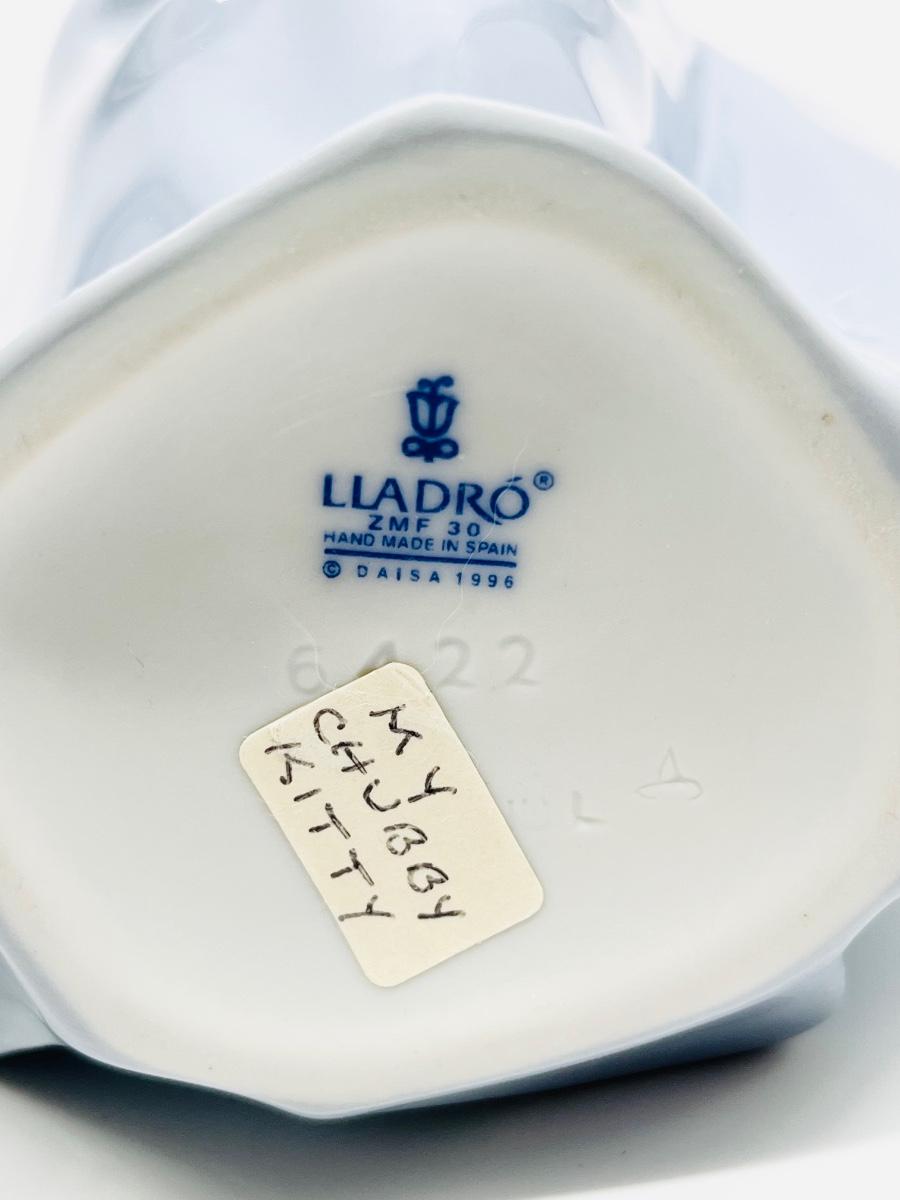 LLADRÓ®
ZMF 30
HAND MADE IN SPAIN
© DAISA 1996
6422
MY
CHUBBY
KITTY